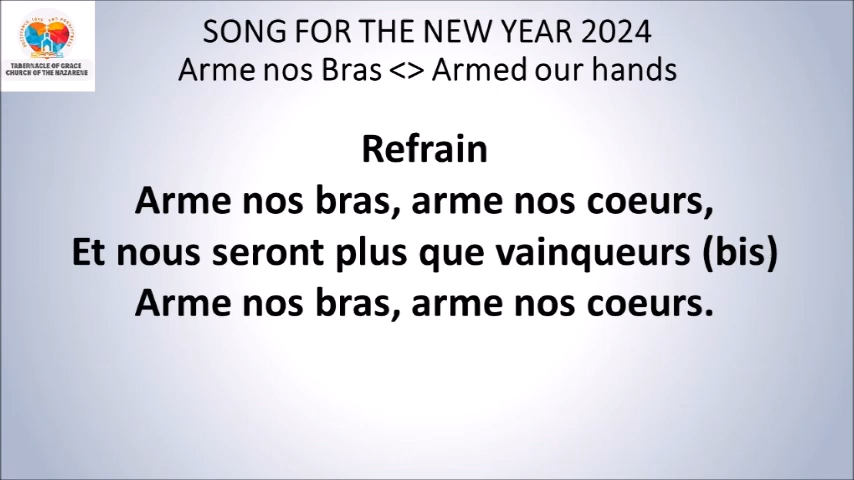 SONG FOR THE NEW YEAR 2024
Arme nos Bras <> Armed our hands
TABERNACLE OF GRACE
CHURCH OF THE NAZARENE
Refrain
Arme nos bras, arme nos coeurs,
Et nous seront plus que vainqueurs (bis)
Arme nos bras, arme nos coeurs.